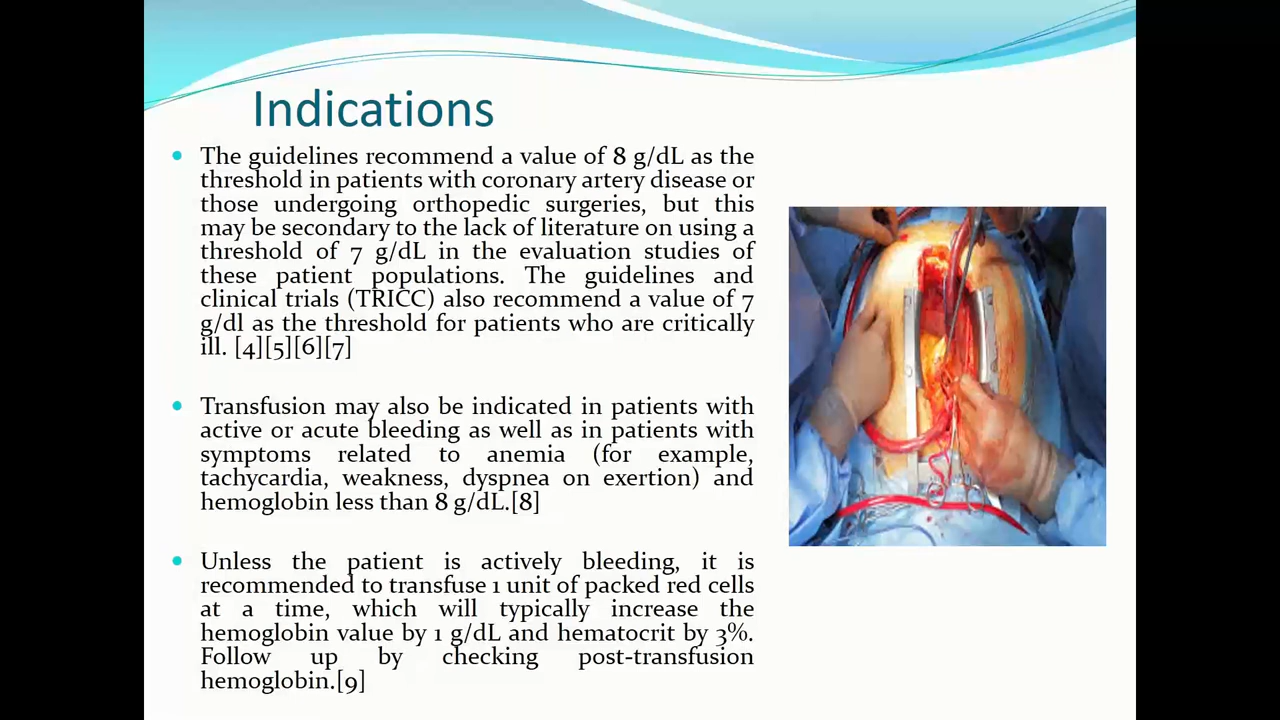 Indications
• The guidelines recommend a value of 8 g/dL as the
threshold in patients with coronary artery disease or
those undergoing orthopedic surgeries, but this
may be secondary to the lack of literature on using a
threshold of 7 g/dL in the evaluation studies of
these patient populations. The guidelines and
clinical trials (TRICC) also recommend a value of 7
g/dl as the threshold for patients who are critically
ill. [4][5][6][7]
• Transfusion may also be indicated in patients with
active or acute bleeding as well as in patients with
symptoms related to anemia (for example,
tachycardia, weakness, dyspnea on exertion) and
hemoglobin less than 8 g/dL.[8]
• Unless the patient is actively bleeding, it is
recommended to transfuse 1 unit of packed red cells
at a time, which will typically increase the
hemoglobin value by 1 g/dL and hematocrit by 3%.
Follow up by checking post-transfusion
hemoglobin.[9]